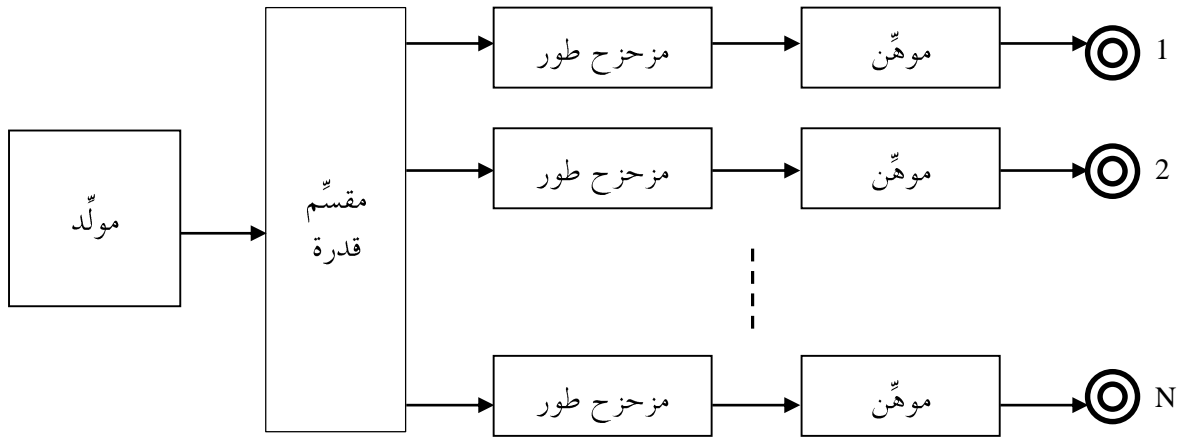 مولِّد
مقسِّم
قدرة
مزحزح طور
موهِّن
1
مزحزح طور
موهِّن
2
مزحزح طور
موهِّن
N